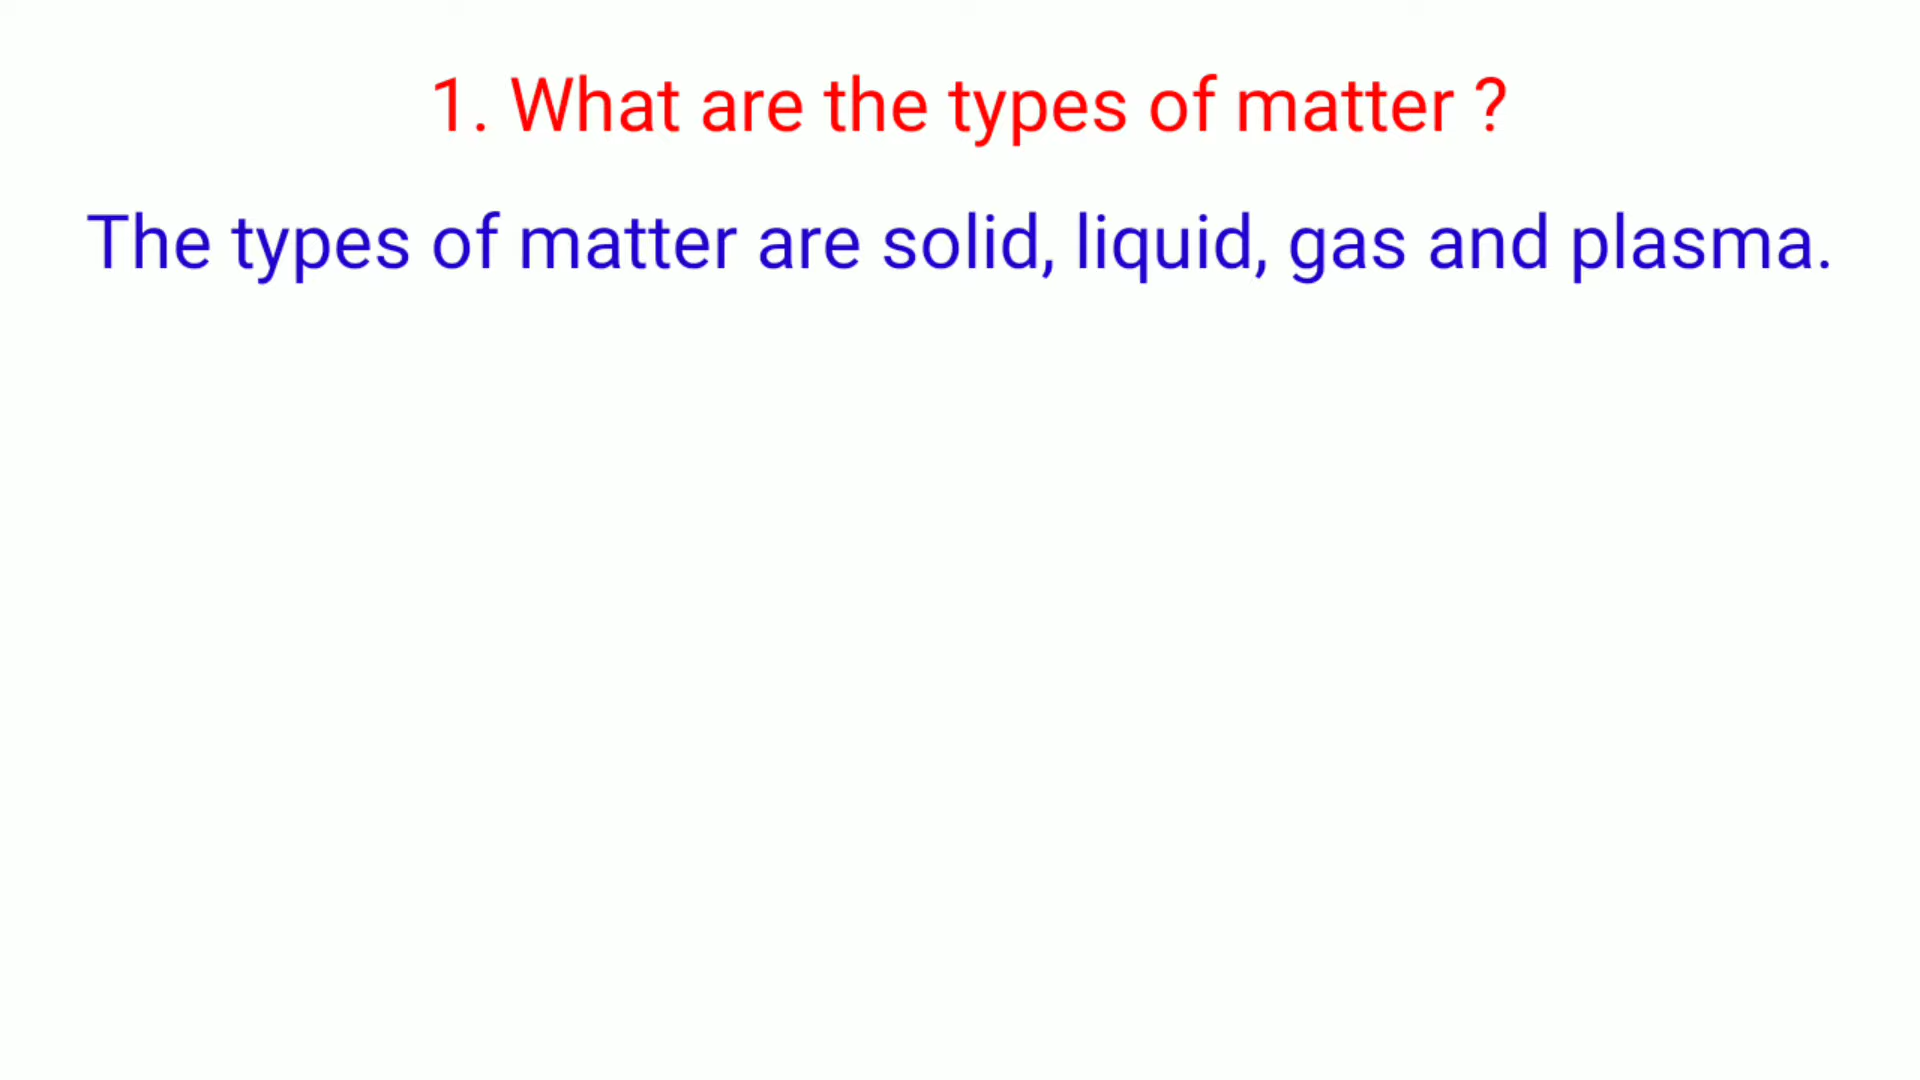 1. What are the types of matter ?
The types of matter are solid, liquid, gas and plasma.